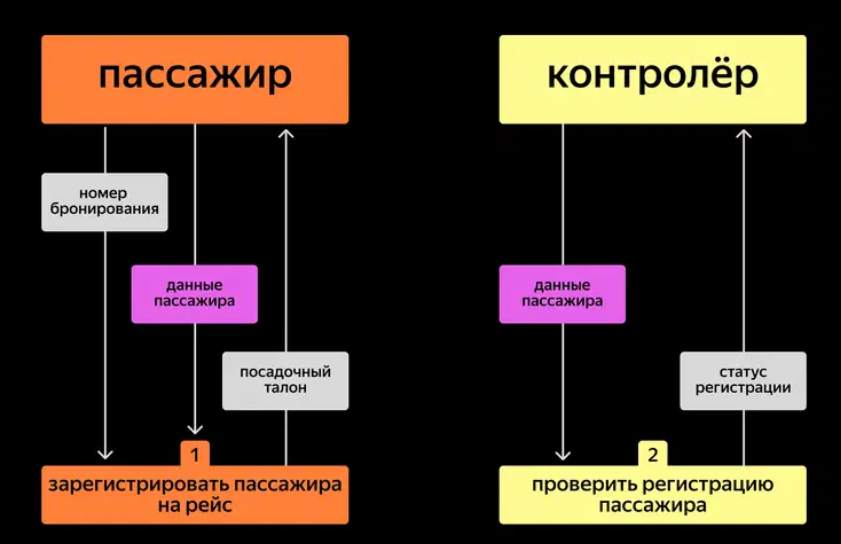 пассажир
контролёр
номер
бронирования
данные
пассажира
посадочный
талон
данные
пассажира
статус
регистрации
1
зарегистрировать пассажира
на рейс
2
проверить регистрацию
пассажира